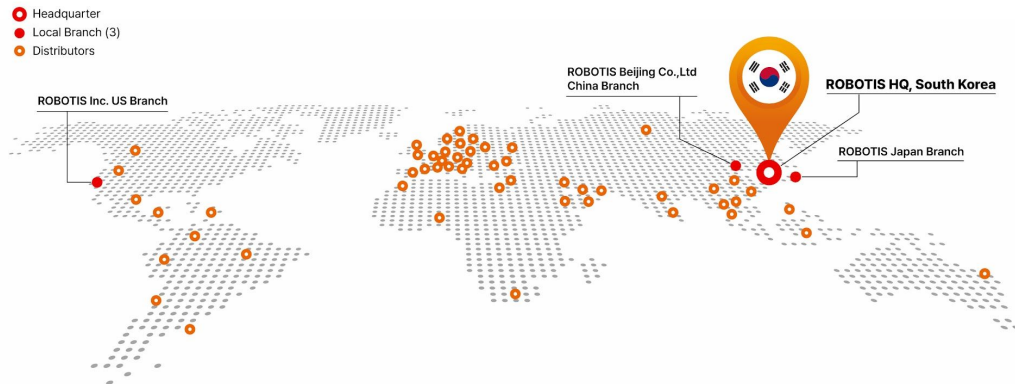 Headquarter
Local Branch (3)
Distributors
ROBOTIS Inc. US Branch
ROBOTIS Beijing Co.,Ltd
China Branch
ROBOTIS HQ, South Korea
ROBOTIS Japan Branch